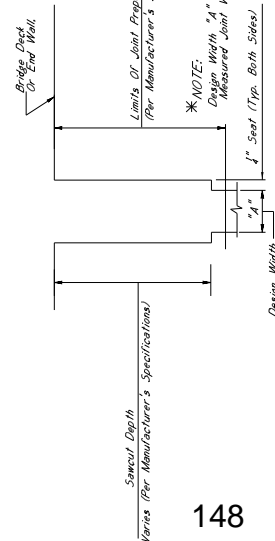 Bridge Deck
Or End Wall.
Limits Of Joint Prep
(Per Manufacturer's
* NOTE:
Design Width "A"
Measured Joint
" Seat (Typ. Both Sides)
"A"
Design Width
Sawcut Depth
Varies (Per Manufacturer's Specifications)
148